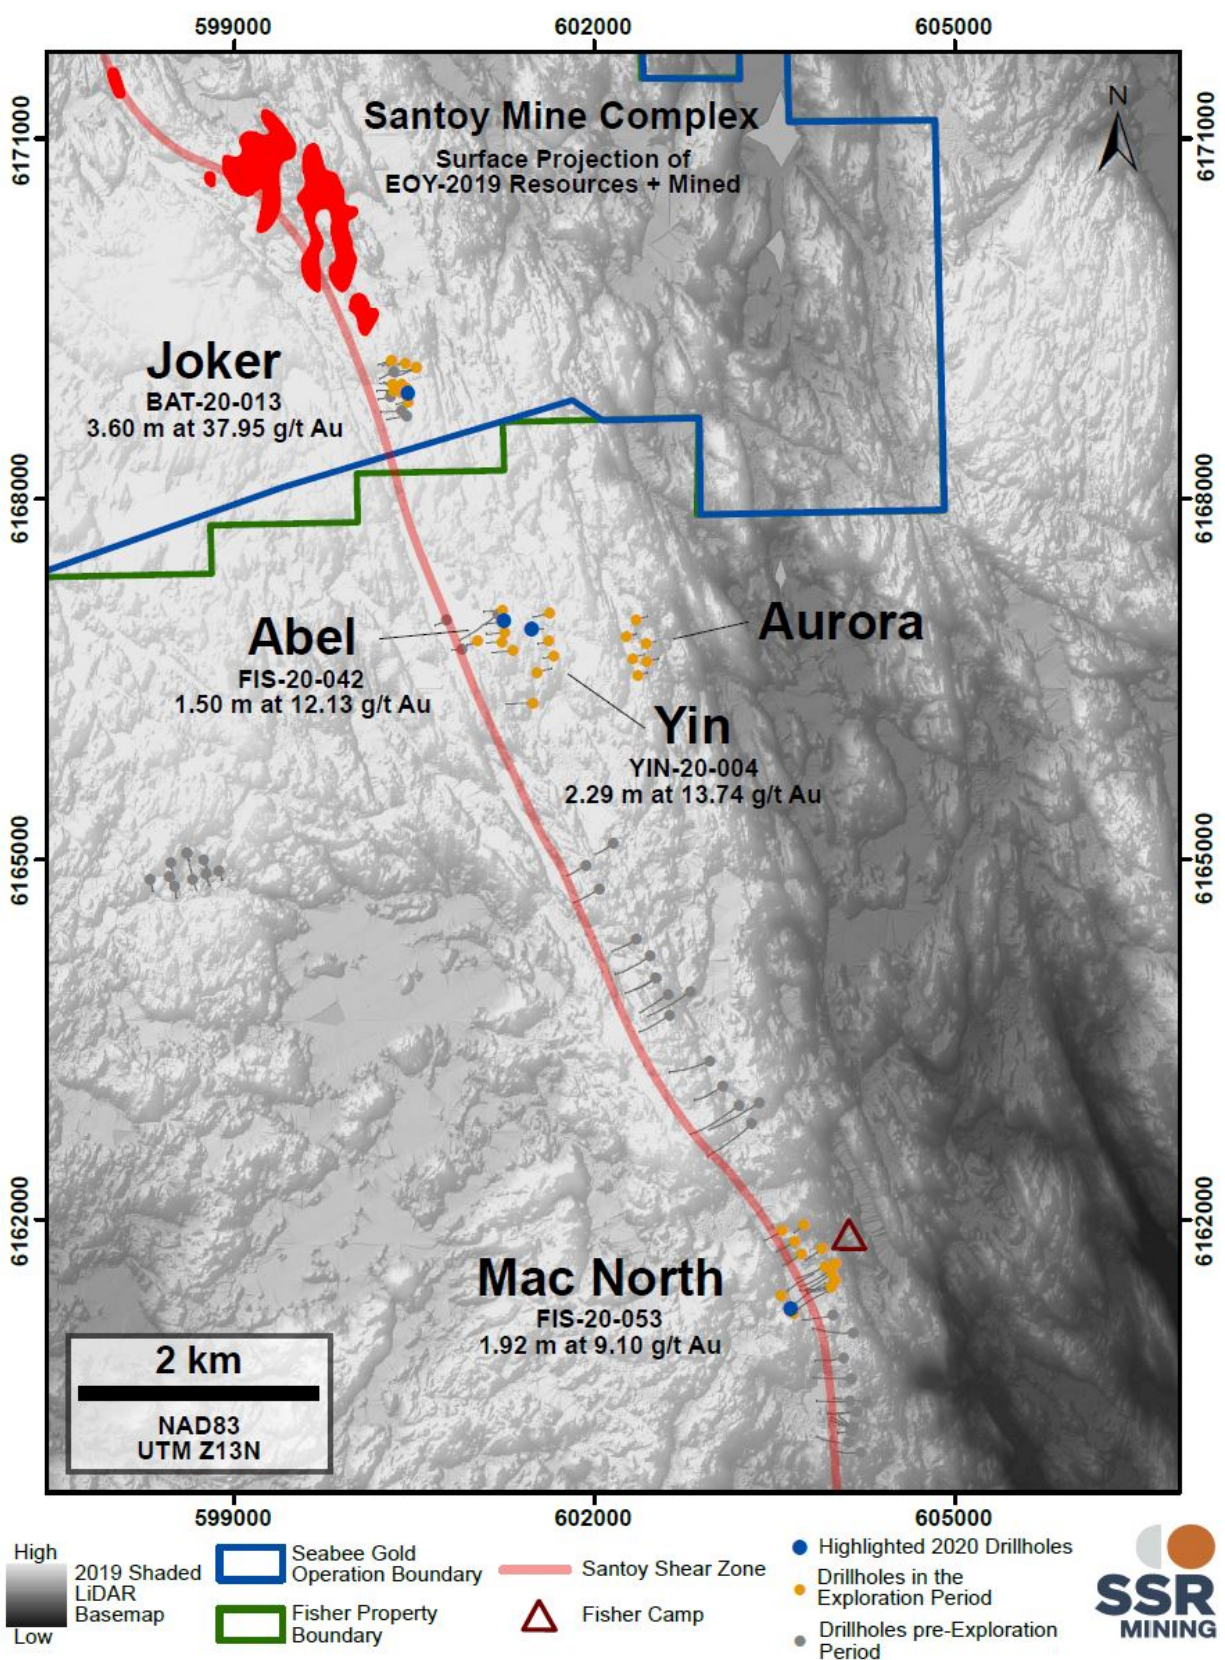 599000
602000
605000
N
6171000
6171000
Santoy Mine Complex
Surface Projection of
EOY-2019 Resources + Mined
Joker
BAT-20-013
3.60 m at 37.95 g/t Au
6168000
6168000
Abel
FIS-20-042
1.50 m at 12.13 g/t Au
Aurora
Yin
YIN-20-004
2.29 m at 13.74 g/t Au
6165000
6165000
6162000
6162000
Mac North
FIS-20-053
1.92 m at 9.10 g/t Au
2 km
NAD83
UTM Z13N
599000
602000
605000
High
2019 Shaded
LiDAR
Basemap
Low
Seabee Gold
Operation Boundary
Fisher Property
Boundary
Santoy Shear Zone
Fisher Camp
Highlighted 2020 Drillholes
Drillholes in the
Exploration Period
Drillholes pre-Exploration
Period
SSR
MINING